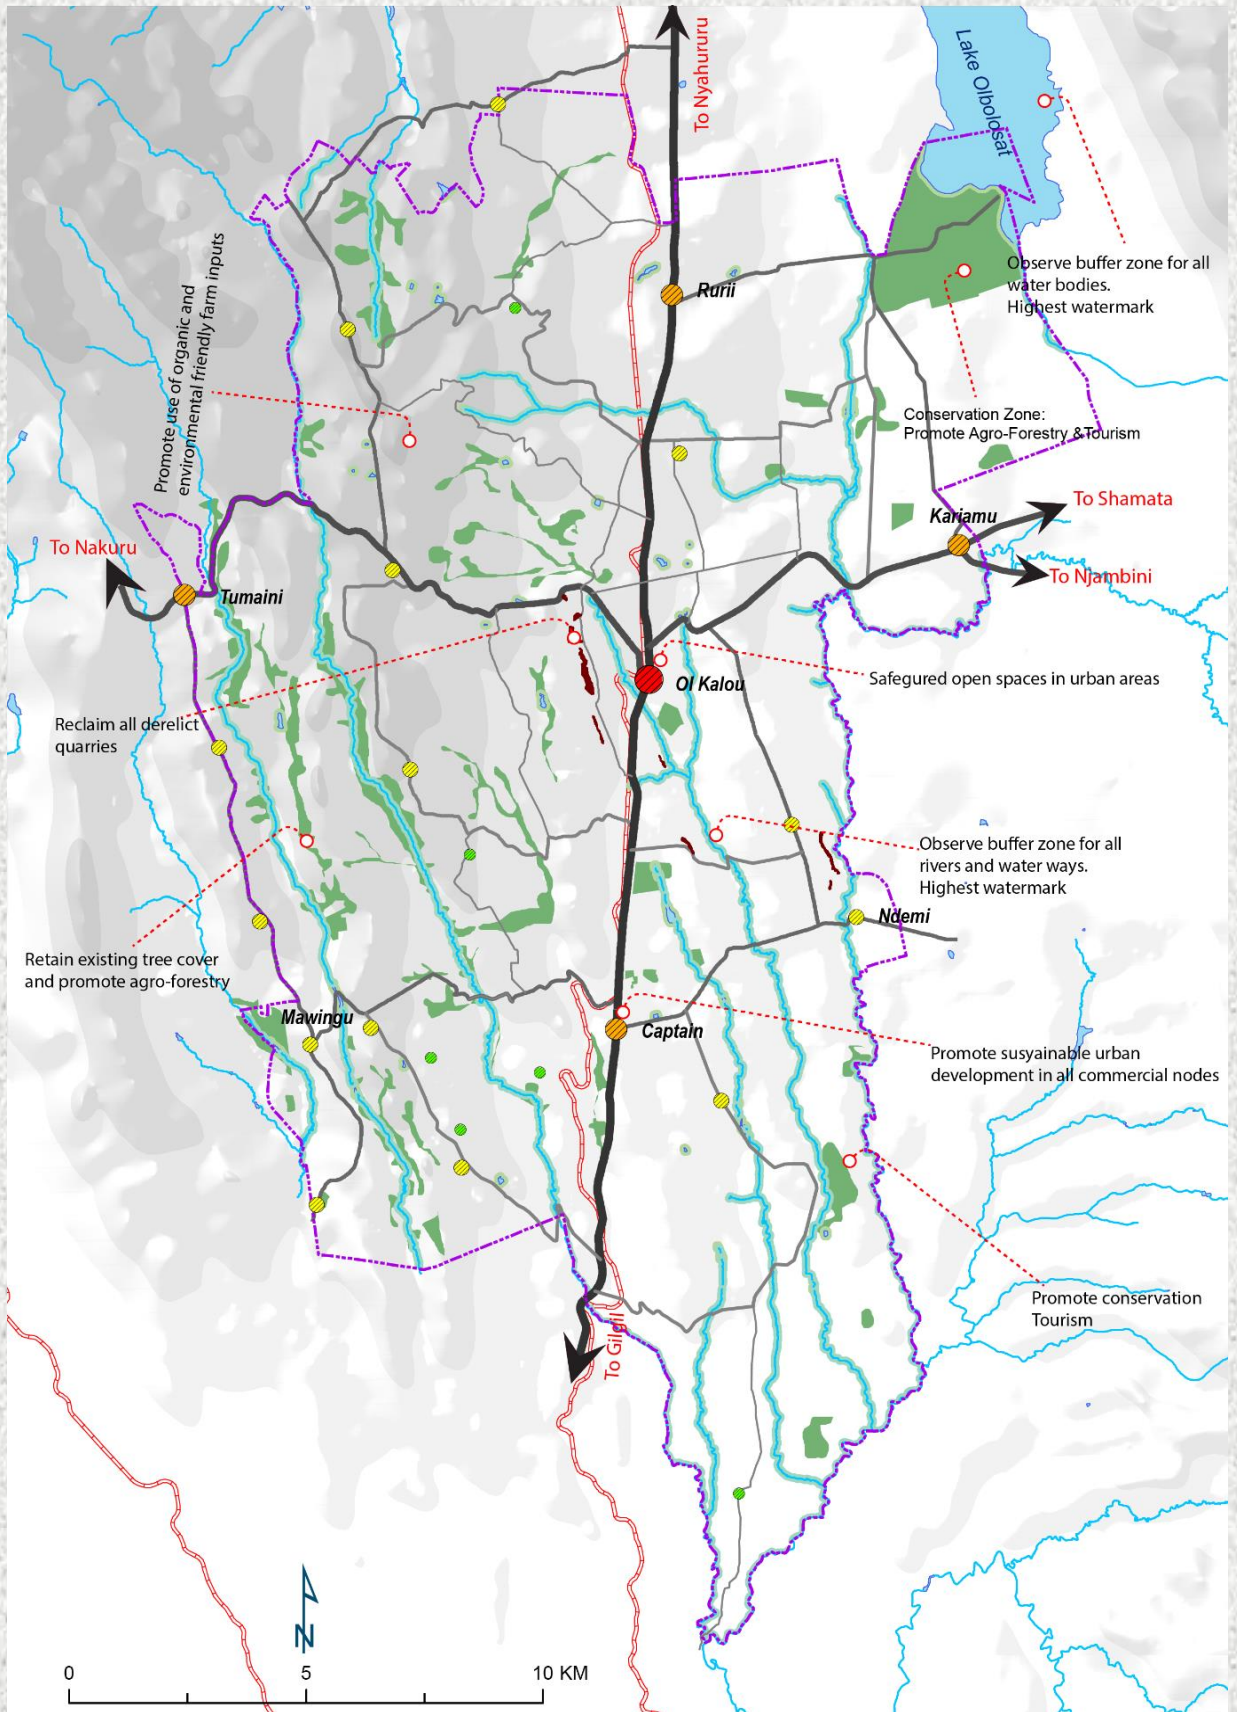 To Nyahururu
Lake Olbolosat
Observe buffer zone for all
water bodies.
Highest watermark
Rurii
Promote use of organic and
environmental friendly farm inputs
Conservation Zone:
Promote Agro-Forestry &Tourism
To Shamata
Kariamu
To Nakuru
To Njambini
Tumaini
Safegured open spaces in urban areas
Ol Kalou
Reclaim all derelict
quarries
Observe buffer zone for all
rivers and water ways.
Highest watermark
Ndemi
Retain existing tree cover
and promote agro-forestry
Mawingu
Captain
Promote susyainable urban
development in all commercial nodes
Promote conservation
Tourism
To Gilgil
N
0 5 10 KM